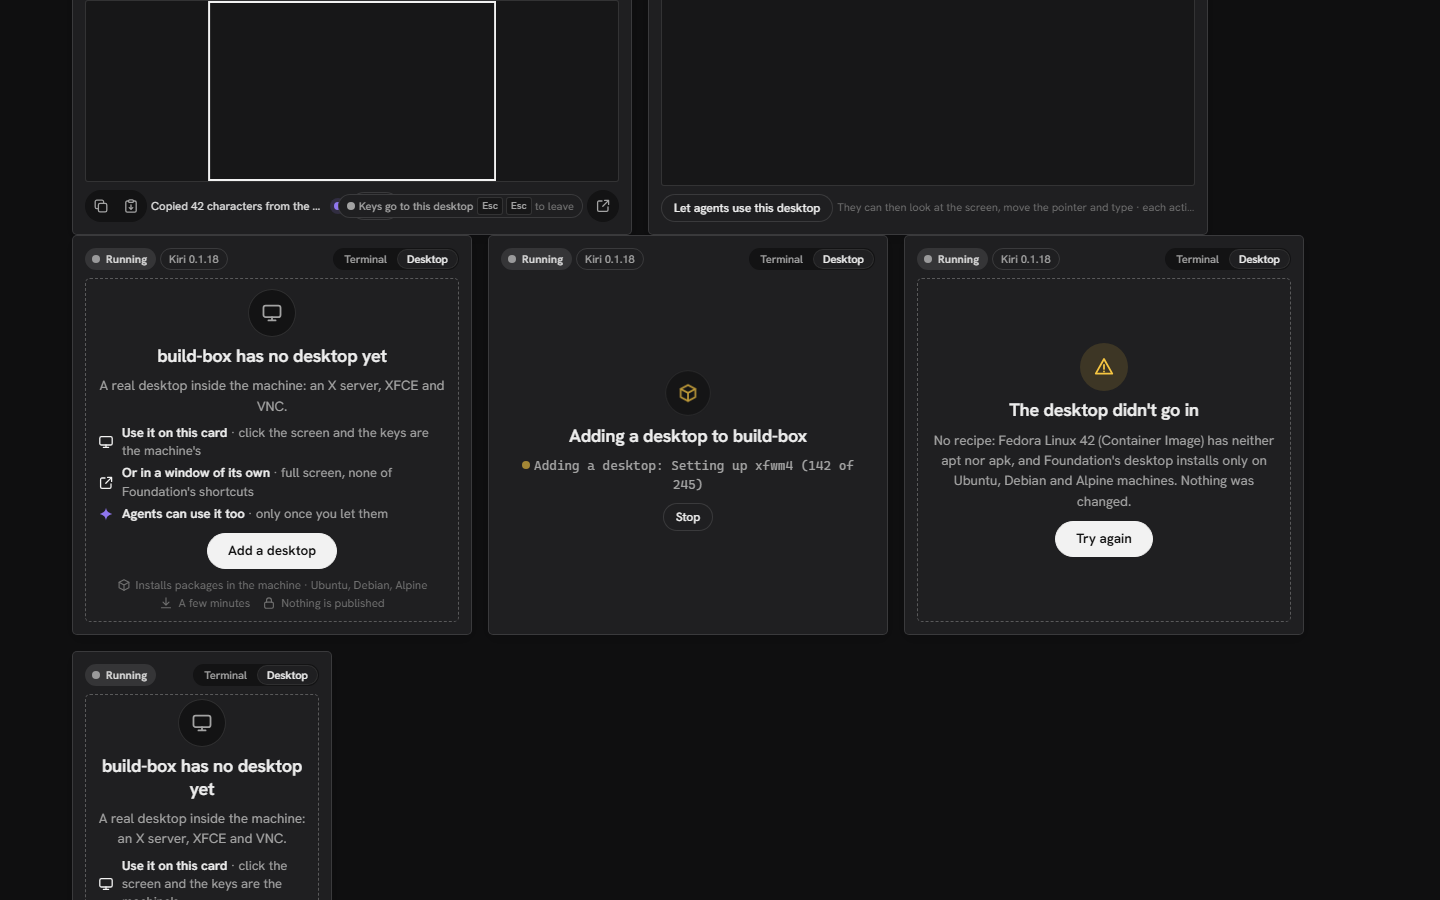 Copied 42 characters from the ...
Keys go to this desktop Esc Esc to leave
Let agents use this desktop
They can then look at the screen, move the pointer and type · each acti...
Running
Kiri 0.1.18
Terminal
Desktop
build-box has no desktop yet
A real desktop inside the machine: an X server, XFCE and
VNC.
Use it on this card · click the screen and the keys are
the machine's
Or in a window of its own · full screen, none of
Foundation's shortcuts
Agents can use it too · only once you let them
Add a desktop
Installs packages in the machine · Ubuntu, Debian, Alpine
A few minutes
Nothing is published
Running
Kiri 0.1.18
Terminal
Desktop
Adding a desktop to build-box
Adding a desktop: Setting up xfwm4 (142 of
245)
Stop
Running
Kiri 0.1.18
Terminal
Desktop
The desktop didn't go in
No recipe: Fedora Linux 42 (Container Image) has neither
apt nor apk, and Foundation's desktop installs only on
Ubuntu, Debian and Alpine machines. Nothing was
changed.
Try again
Running
Terminal
Desktop
build-box has no desktop
yet
A real desktop inside the machine:
an X server, XFCE and VNC.
Use it on this card · click the
screen and the keys are the